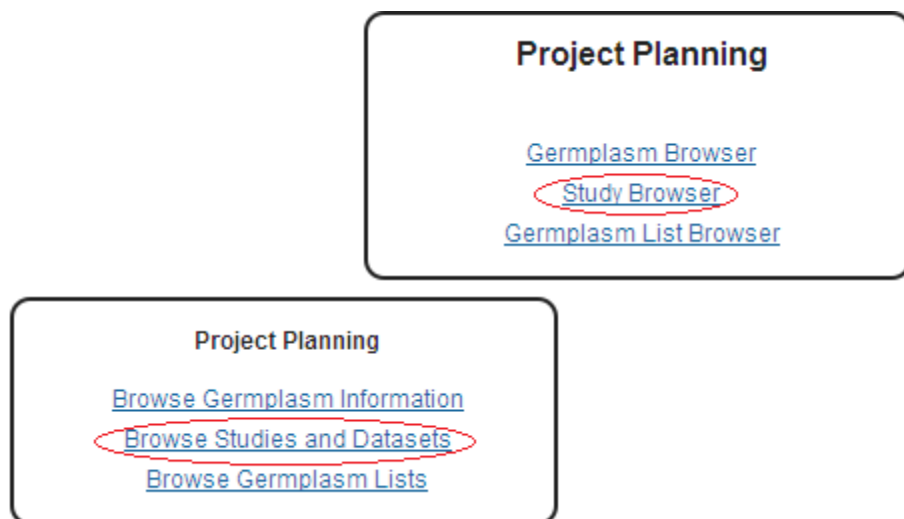 Project Planning
Germplasm Browser
Study Browser
Germplasm List Browser
Project Planning
Browse Germplasm Information
Browse Studies and Datasets
Browse Germplasm Lists